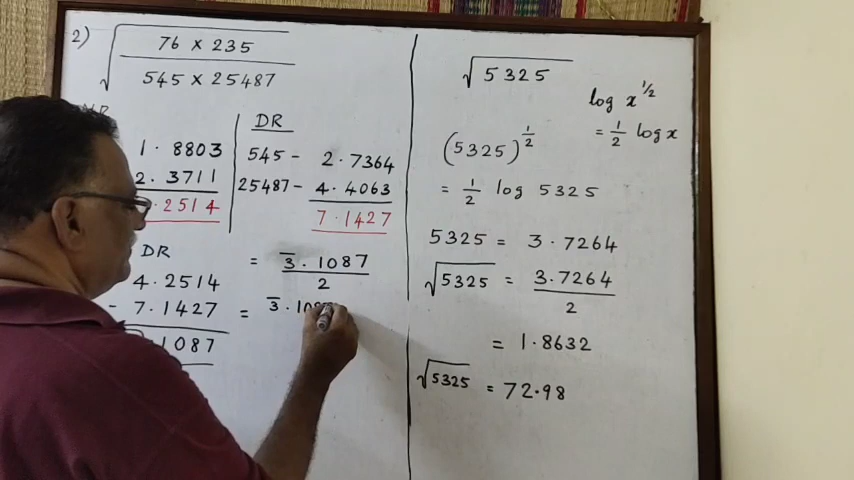 2)
√ 76 x 235
545 x 25487
DR
1.8803
2.3711
.2514
DR
545 - 2.7364
25487 - 4.4063
7.1427
DR
4.2514
- 7.1427
.1087
= 3̅.1087
2
= 3̅.10
√5325
log x^1/2
= 1/2 log x
(5325)^1/2
= 1/2 log 5325
5325 = 3.7264
√5325 = 3.7264
2
= 1.8632
√5325 = 72.98